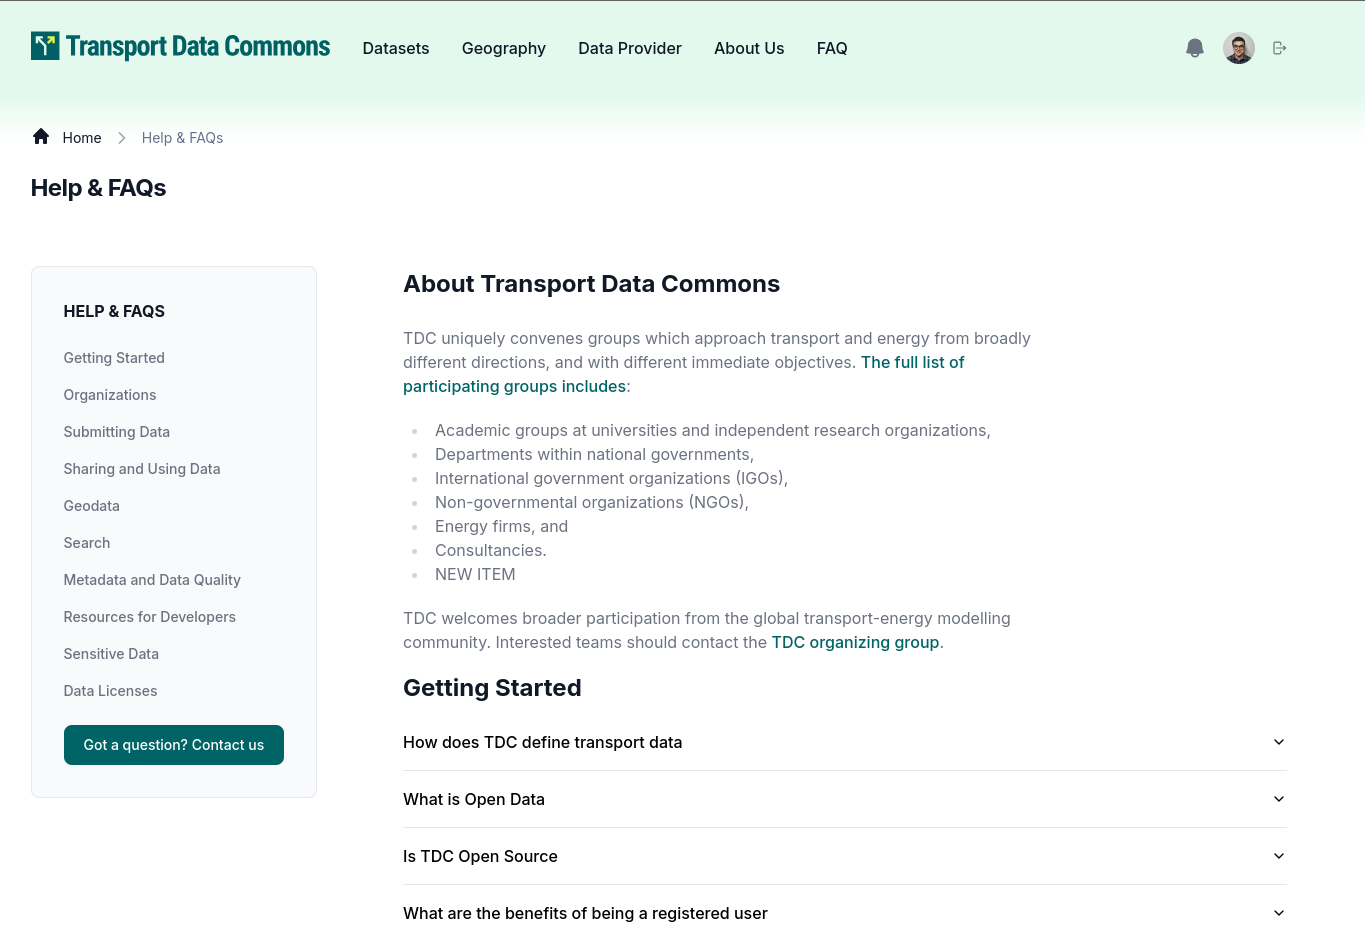 Transport Data Commons
Datasets
Geography
Data Provider
About Us
FAQ
Home
Help & FAQs
Help & FAQs
HELP & FAQS
Getting Started
Organizations
Submitting Data
Sharing and Using Data
Geodata
Search
Metadata and Data Quality
Resources for Developers
Sensitive Data
Data Licenses
Got a question? Contact us
About Transport Data Commons
TDC uniquely convenes groups which approach transport and energy from broadly
different directions, and with different immediate objectives. The full list of
participating groups includes:
Academic groups at universities and independent research organizations,
Departments within national governments,
International government organizations (IGOs),
Non-governmental organizations (NGOs),
Energy firms, and
Consultancies.
NEW ITEM
TDC welcomes broader participation from the global transport-energy modelling
community. Interested teams should contact the TDC organizing group.
Getting Started
How does TDC define transport data
What is Open Data
Is TDC Open Source
What are the benefits of being a registered user